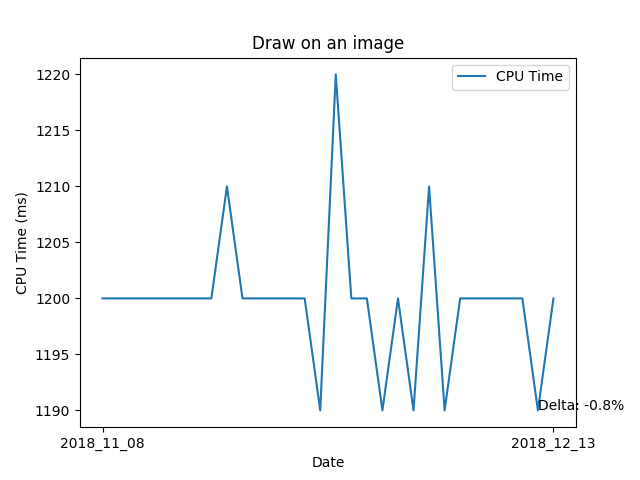 Draw on an image
CPU Time
CPU Time (ms)
1220
1215
1210
1205
1200
1195
1190
Delta: -0.8%
2018_11_08
2018_12_13
Date